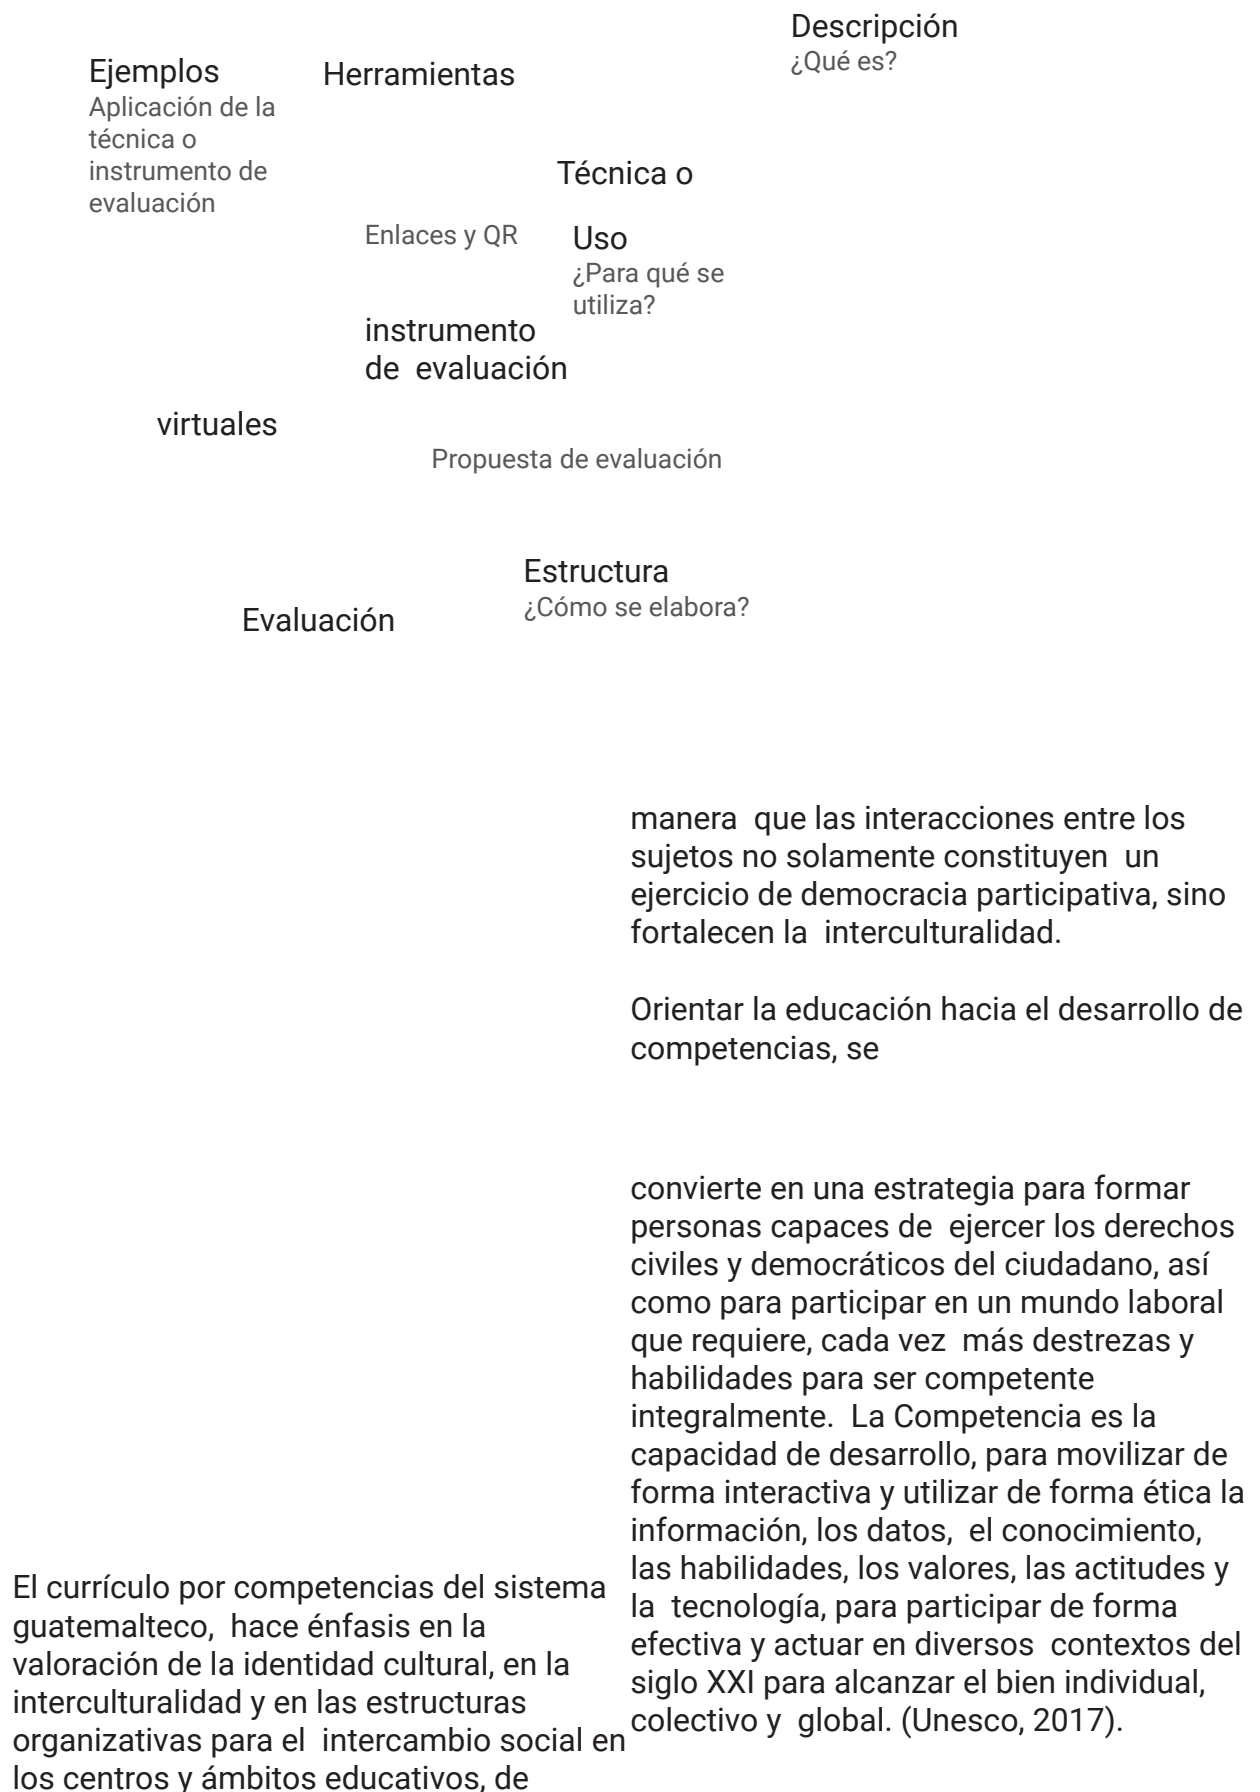 Descripción
¿Qué es?
Ejemplos
Aplicación de la
técnica o
instrumento de
evaluación
Herramientas
Técnica o
Enlaces y QR
Uso
¿Para qué se
utiliza?
instrumento
de evaluación
virtuales
Propuesta de evaluación
Estructura
¿Cómo se elabora?
Evaluación
El currículo por competencias del sistema
guatemalteco, hace énfasis en la
valoración de la identidad cultural, en la
interculturalidad y en las estructuras
organizativas para el intercambio social en
los centros y ámbitos educativos, de
manera que las interacciones entre los
sujetos no solamente constituyen un
ejercicio de democracia participativa, sino
fortalecen la interculturalidad.
Orientar la educación hacia el desarrollo de
competencias, se
convierte en una estrategia para formar
personas capaces de ejercer los derechos
civiles y democráticos del ciudadano, así
como para participar en un mundo laboral
que requiere, cada vez más destrezas y
habilidades para ser competente
integralmente. La Competencia es la
capacidad de desarrollo, para movilizar de
forma interactiva y utilizar de forma ética la
información, los datos, el conocimiento,
las habilidades, los valores, las actitudes y
la tecnología, para participar de forma
efectiva y actuar en diversos contextos del
siglo XXI para alcanzar el bien individual,
colectivo y global. (Unesco, 2017).